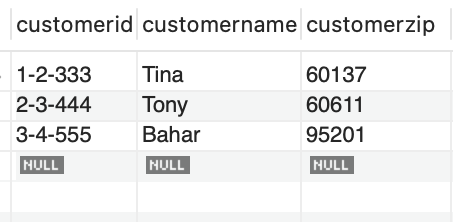 customerid customername customerzip
1-2-333 Tina 60137
2-3-444 Tony 60611
3-4-555 Bahar 95201
NULL NULL NULL